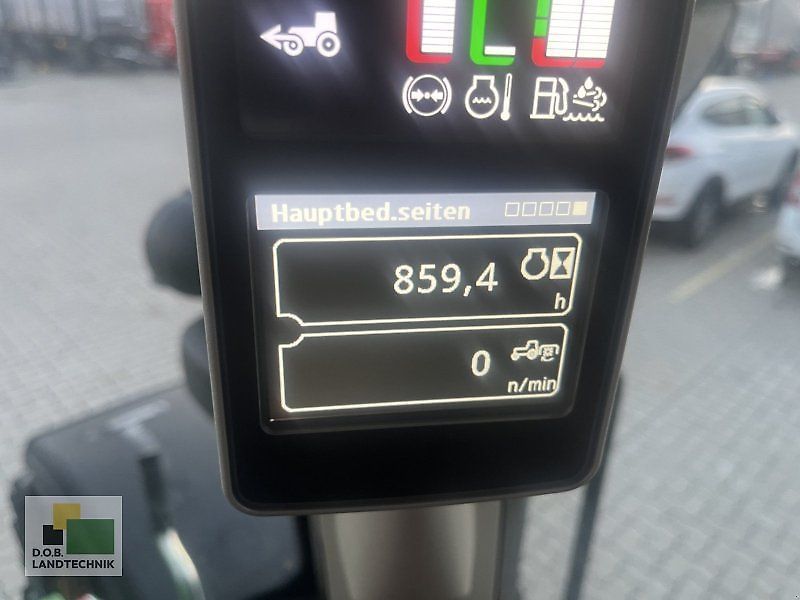 Hauptbed.seiten
859,4
h
0
n/min
D.O.B.
LANDTECHNIK